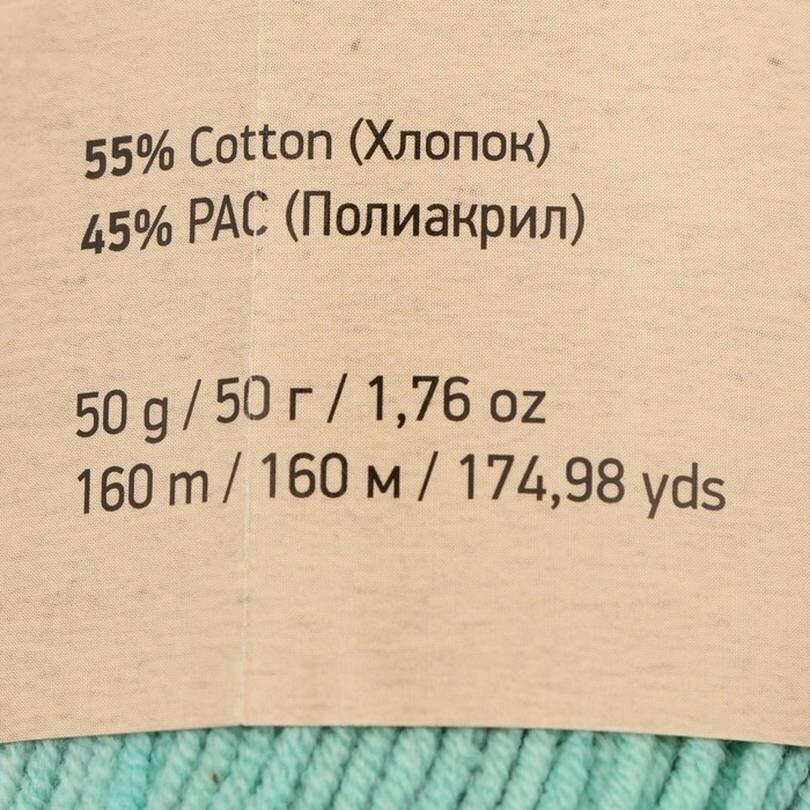 55% Cotton (Хлопок)
45% PAC (Полиакрил)
50 g / 50 г / 1,76 oz
160 m / 160 м / 174,98 yds